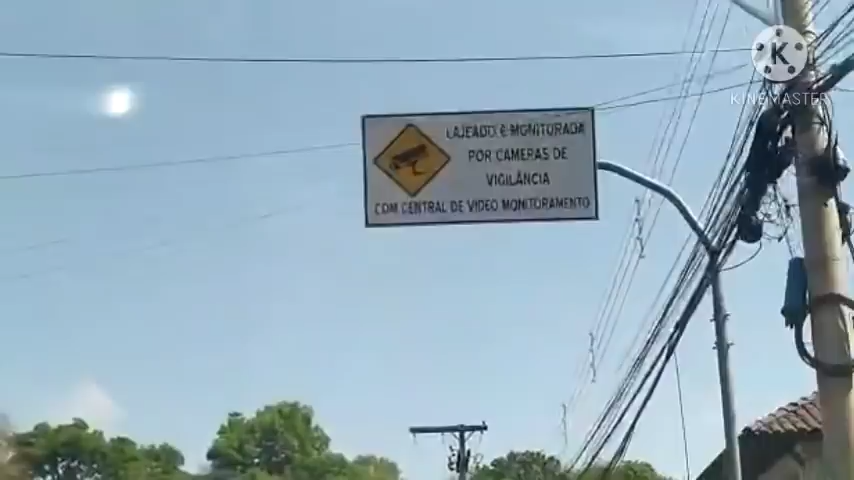 K
KINEMASTER
LAJEADO É MONITORADA
POR CAMERAS DE
VIGILÂNCIA
COM CENTRAL DE VIDEO MONITORAMENTO